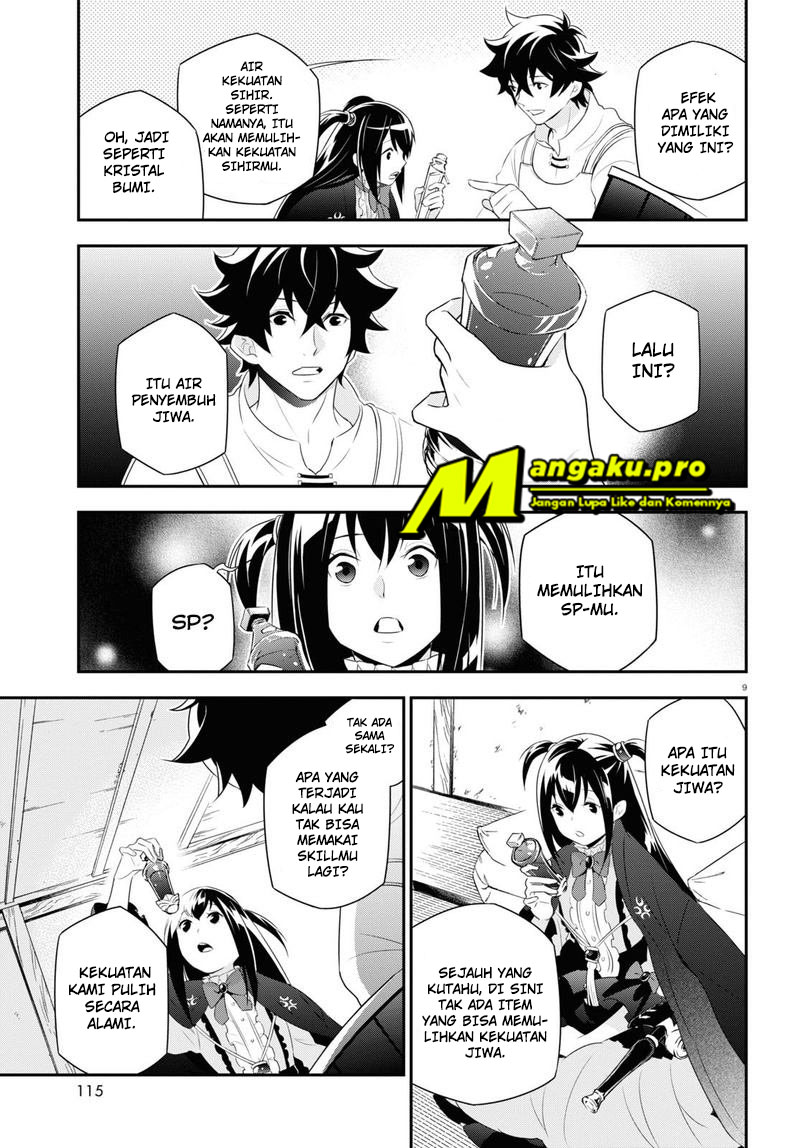 EFEK
APA YANG
DIMILIKI
YANG INI?
AIR
KEKUATAN
SIHIR.
SEPERTI
NAMANYA, ITU
AKAN MEMULIH-
KAN KEKUATAN
SIHIRMU.
OH, JADI
SEPERTI
KRISTAL
BUMI.
LALU
INI?
ITU AIR
PENYEMBUH
JIWA.
Mangaku.pro
Jangan Lupa Like dan Komennya
ITU
MEMULIHKAN
SP-MU.
SP?
9
APA ITU
KEKUATAN
JIWA?
SEJAUH YANG
KUTAHU, DI SINI
TAK ADA ITEM
YANG BISA MEMU-
LIHKAN KEKUATAN
JIWA.
TAK ADA
SAMA
SEKALI?
APA YANG
TERJADI
KALAU KAU
TAK BISA
MEMAKAI
SKILLMU
LAGI?
KEKUATAN
KAMI PULIH
SECARA
ALAMI.
115